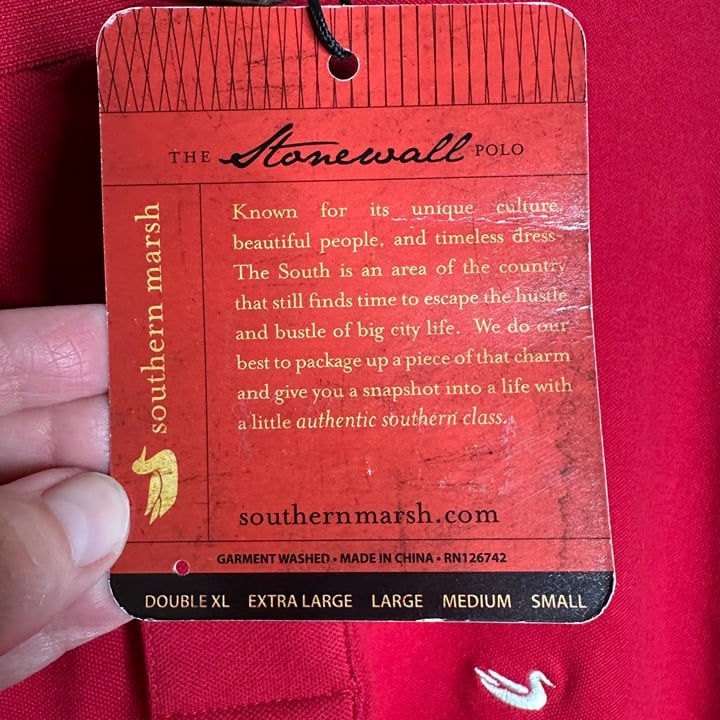 THE Stonewall POLO
southern marsh
Known for its unique culture,
beautiful people, and timeless dress
The South is an area of the country
that still finds time to escape the hustle
and bustle of big city life. We do our
best to package up a piece of that charm
and give you a snapshot into a life with
a little authentic southern class.
southernmarsh.com
GARMENT WASHED • MADE IN CHINA • RN126742
DOUBLE XL EXTRA LARGE LARGE MEDIUM SMALL